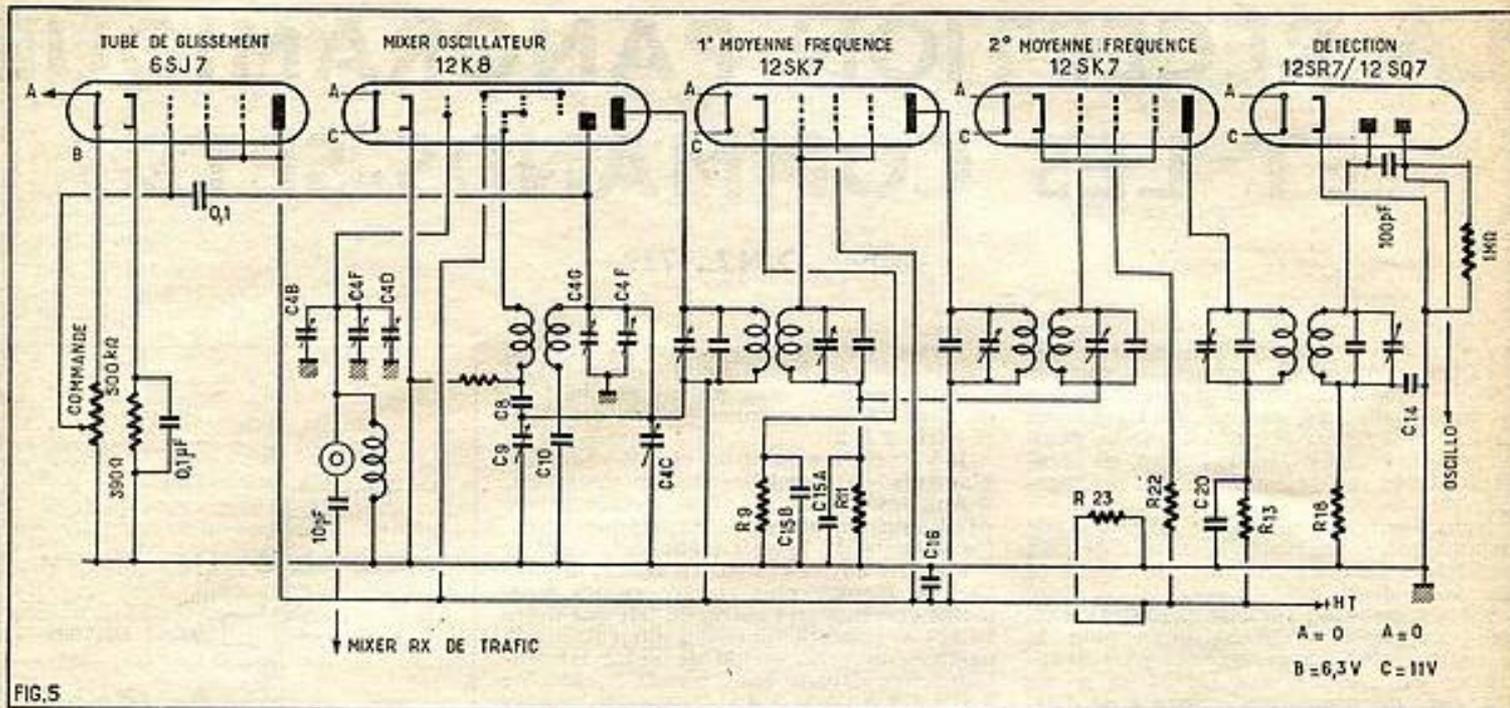 TUBE DE GLISSEMENT
6SJ7
MIXER OSCILLATEUR
12K8
1° MOYENNE FREQUENCE
12SK7
2° MOYENNE FREQUENCE
12SK7
DETECTION
12SR7/12SQ7
A
B
A
C
A
C
A
C
A
C
0,1
COMMANDE
500kΩ
390Ω
0,1µF
C4B
C4F
C4D
10pF
C8
C9
C10
C4G
C4F
C4C
R9
C15B
C15A
R11
C16
R 23
R22
C20
R13
R18
C14
100pF
1MΩ
OSCILLO
+HT
MIXER RX DE TRAFIC
A = 0 A = 0
B = 6,3V C = 11V
FIG.5